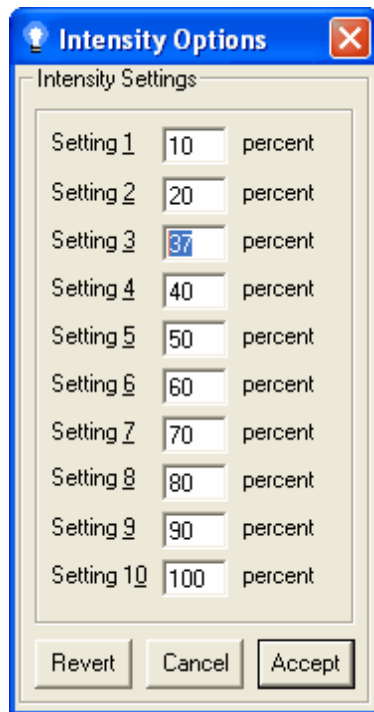 Intensity Options
Intensity Settings
Setting 1 10 percent
Setting 2 20 percent
Setting 3 37 percent
Setting 4 40 percent
Setting 5 50 percent
Setting 6 60 percent
Setting 7 70 percent
Setting 8 80 percent
Setting 9 90 percent
Setting 10 100 percent
Revert Cancel Accept